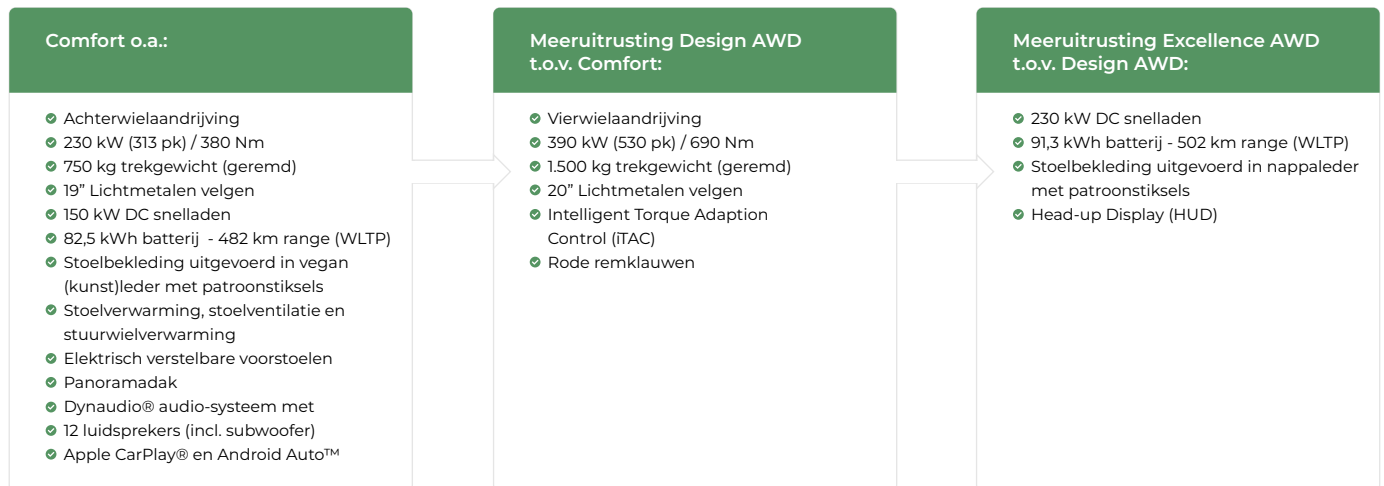 Comfort o.a.:
Achterwielaandrijving
230 kW (313 pk) / 380 Nm
750 kg trekgewicht (geremd)
19” Lichtmetalen velgen
150 kW DC snelladen
82,5 kWh batterij - 482 km range (WLTP)
Stoelbekleding uitgevoerd in vegan
(kunst)leder met patroonstiksels
Stoelverwarming, stoelventilatie en
stuurwielverwarming
Elektrisch verstelbare voorstoelen
Panoramadak
Dynaudio® audio-systeem met
12 luidsprekers (incl. subwoofer)
Apple CarPlay® en Android Auto™
Meeruitrusting Design AWD
t.o.v. Comfort:
Vierwielaandrijving
390 kW (530 pk) / 690 Nm
1.500 kg trekgewicht (geremd)
20” Lichtmetalen velgen
Intelligent Torque Adaption
Control (iTAC)
Rode remklauwen
Meeruitrusting Excellence AWD
t.o.v. Design AWD:
230 kW DC snelladen
91,3 kWh batterij - 502 km range (WLTP)
Stoelbekleding uitgevoerd in nappaleder
met patroonstiksels
Head-up Display (HUD)